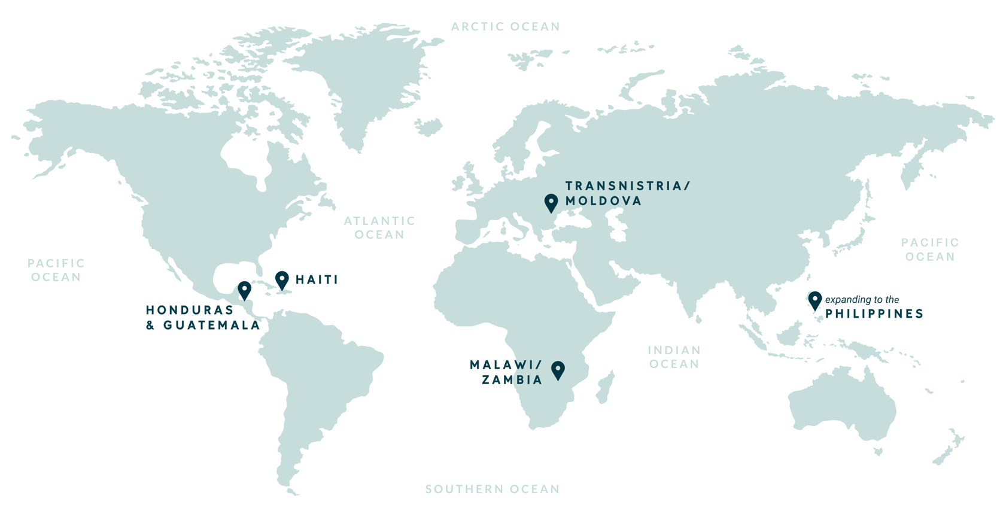 ARCTIC OCEAN
TRANSNISTRIA/
MOLDOVA
ATLANTIC
OCEAN
PACIFIC
OCEAN
PACIFIC
OCEAN
HAITI
HONDURAS
& GUATEMALA
expanding to the
PHILIPPINES
INDIAN
OCEAN
MALAWI/
ZAMBIA
SOUTHERN OCEAN